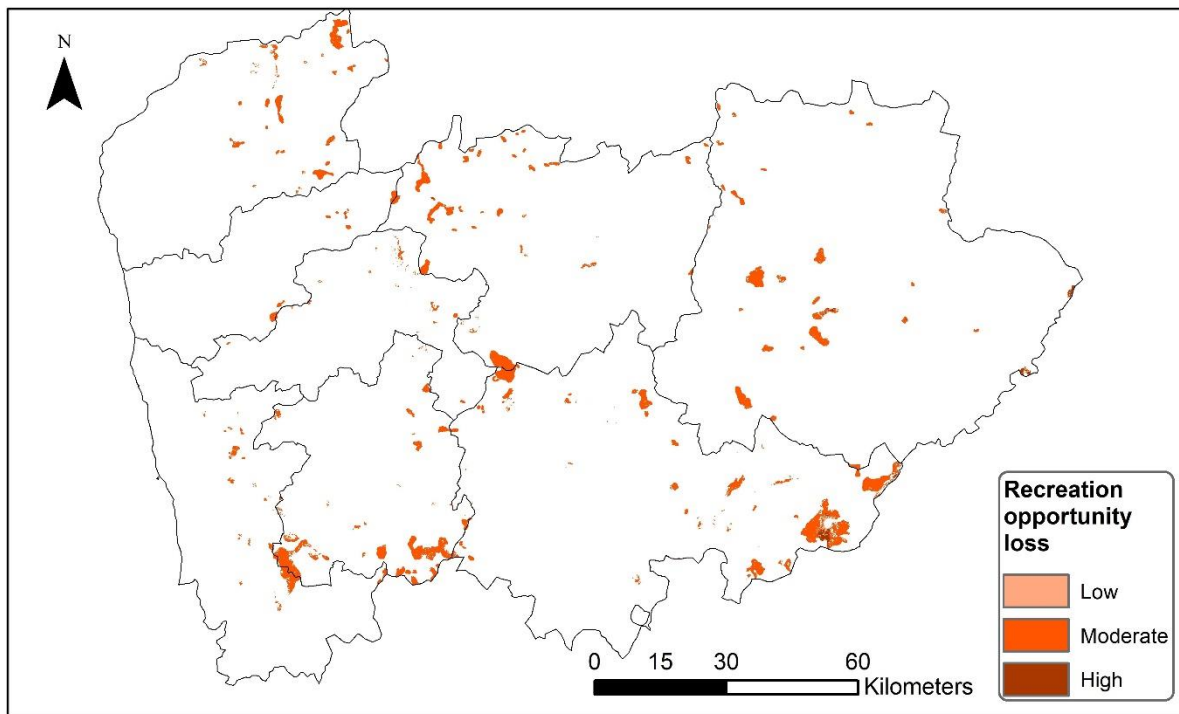 N
Recreation
opportunity
loss
Low
Moderate
High
0 15 30 60
Kilometers